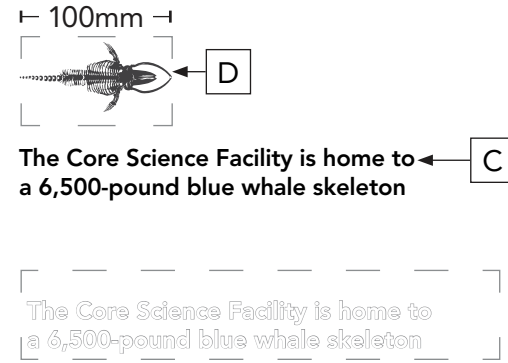 100mm
D
The Core Science Facility is home to
C
a 6,500-pound blue whale skeleton
The Core Science Facility is home to
a 6,500-pound blue whale skeleton